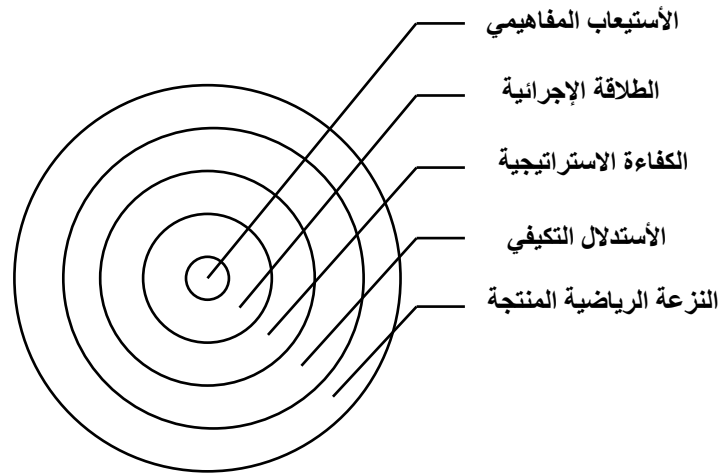 الأستيعاب المفاهيمي
الطلاقة الإجرائية
الكفاءة الاستراتيجية
الأستدلال التكيفي
النزعة الرياضية المنتجة